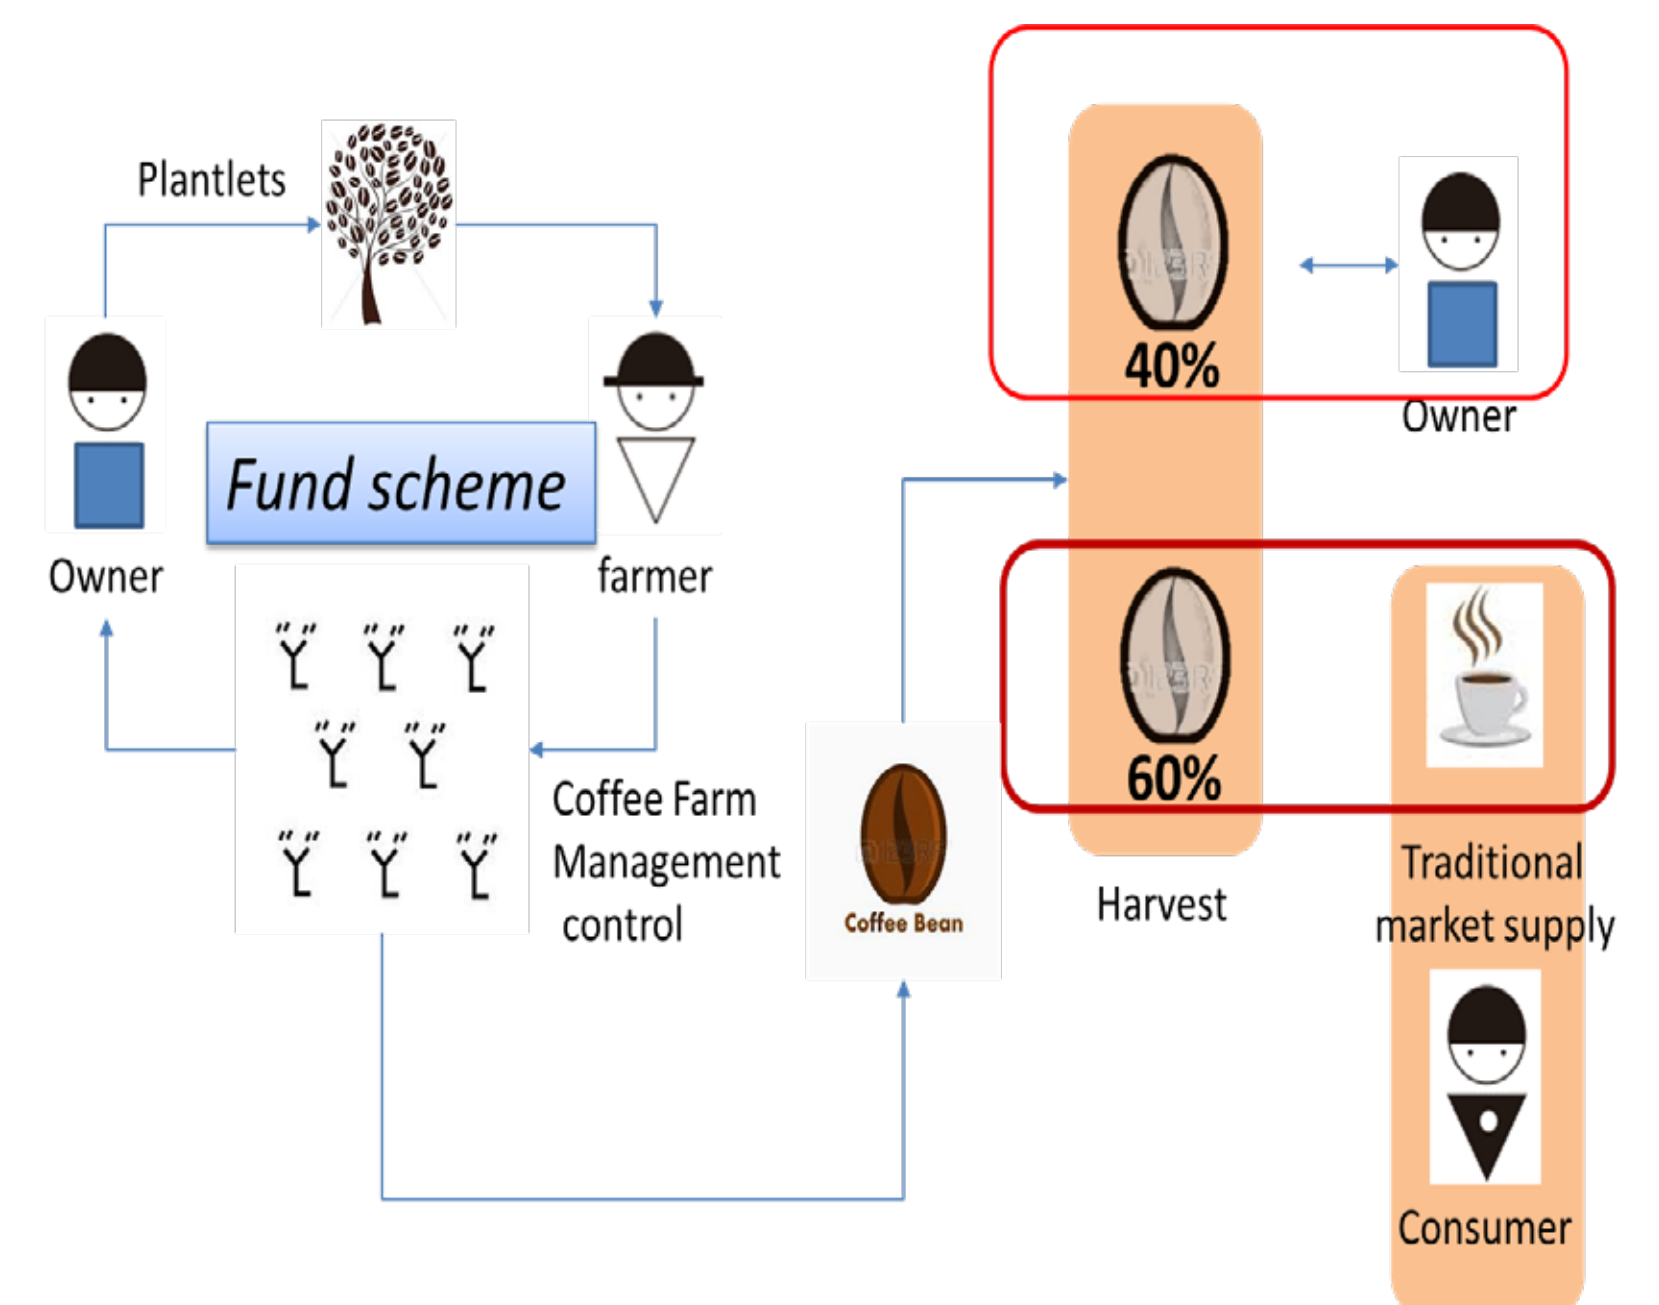 Plantlets
Owner
Fund scheme
farmer
Coffee Farm
Management
control
Coffee Bean
40%
Owner
60%
Harvest
Traditional
market supply
Consumer